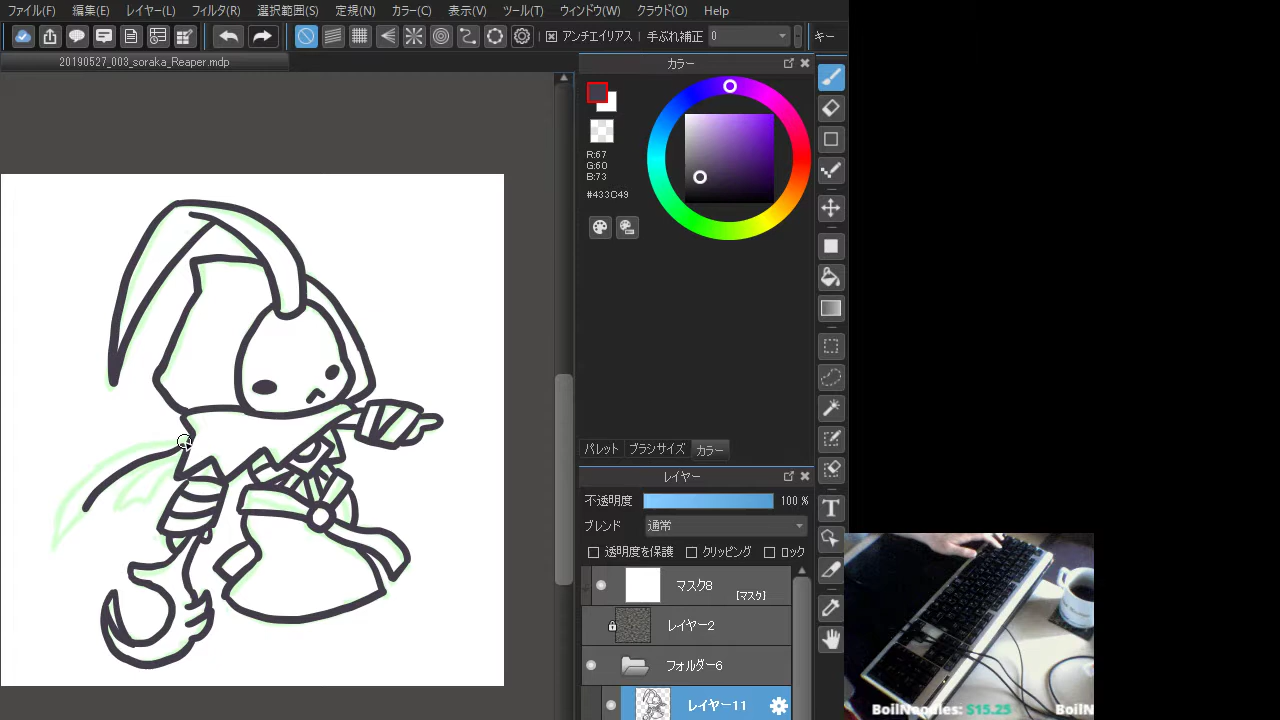 ファイル(F) 編集(E) レイヤー(L) フィルタ(R) 選択範囲(S) 定規(N) カラー(C) 表示(V) ツール(T) ウィンドウ(W) クラウド(O) Help
アンチエイリアス 手ぶれ補正 0 キー
20190527_003_soraka_Reaper.mdp
カラー
R:67
G:60
B:73
#433C49
パレット ブラシサイズ カラー
レイヤー
不透明度 100 %
ブレンド 通常
透明度を保護 クリッピング ロック
マスク8
[マスク]
レイヤー2
フォルダー6
レイヤー11
T
BoilNoodles: $15.25 BoilN